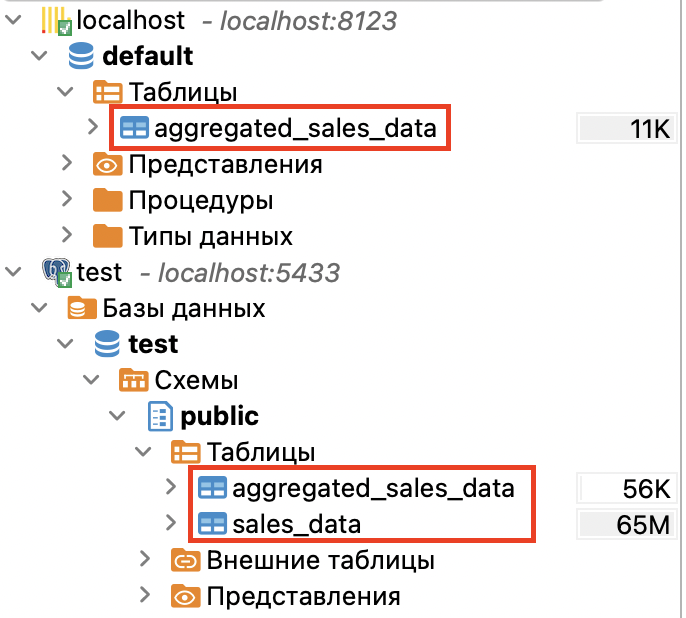 localhost - localhost:8123
default
Таблицы
aggregated_sales_data 11K
Представления
Процедуры
Типы данных
test - localhost:5433
Базы данных
test
Схемы
public
Таблицы
aggregated_sales_data 56K
sales_data 65M
Внешние таблицы
Представления